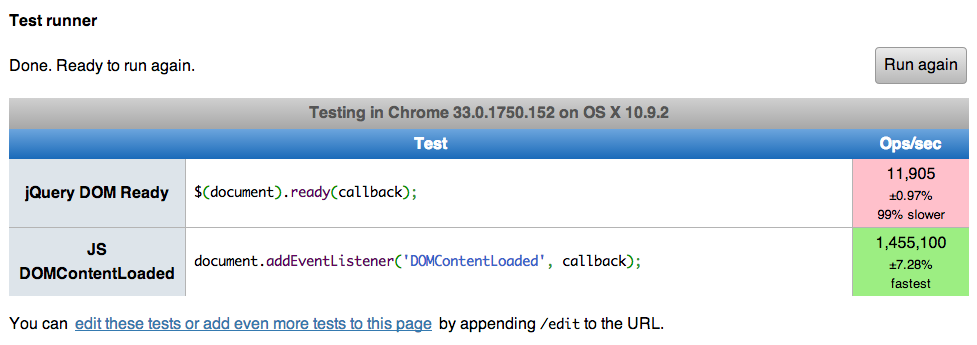 Test runner
Done. Ready to run again.
Run again
Testing in Chrome 33.0.1750.152 on OS X 10.9.2
Test Ops/sec
jQuery DOM Ready
$(document).ready(callback);
11,905
±0.97%
99% slower
JS
DOMContentLoaded
document.addEventListener('DOMContentLoaded', callback);
1,455,100
±7.28%
fastest
You can edit these tests or add even more tests to this page by appending /edit to the URL.